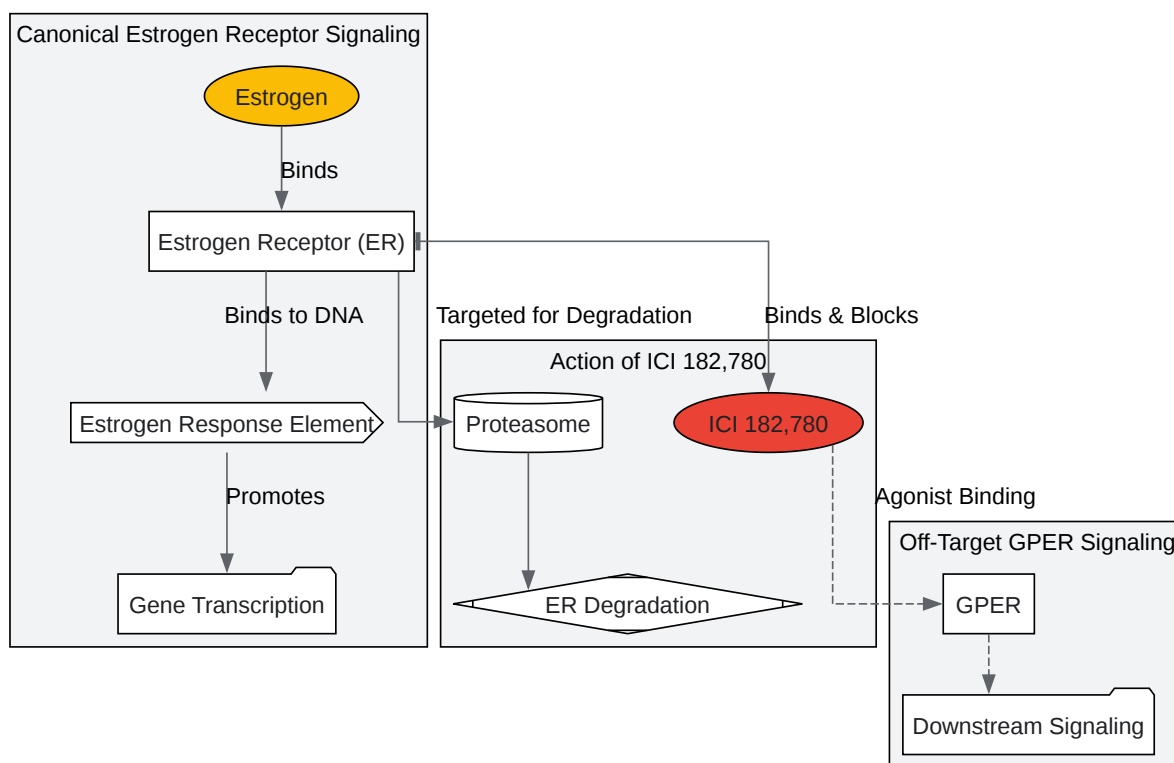 Canonical Estrogen Receptor Signaling
Estrogen
Binds
Estrogen Receptor (ER)
Binds to DNA
Targeted for Degradation
Binds & Blocks
Action of ICI 182,780
Estrogen Response Element
Proteasome
ICI 182,780
Promotes
Agonist Binding
Off-Target GPER Signaling
Gene Transcription
ER Degradation
GPER
Downstream Signaling